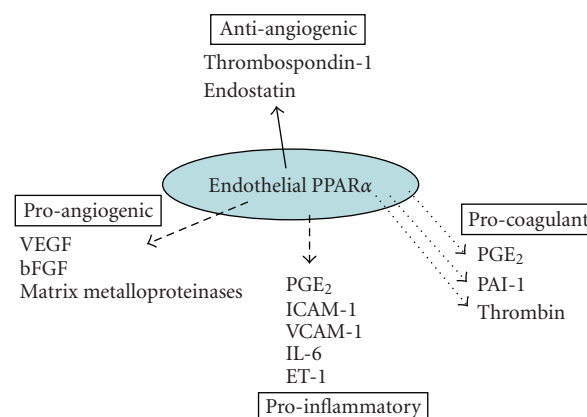 Anti-angiogenic
Thrombospondin-1
Endostatin
Endothelial PPARα
Pro-angiogenic
VEGF
bFGF
Matrix metalloproteinases
PGE₂
ICAM-1
VCAM-1
IL-6
ET-1
Pro-inflammatory
Pro-coagulant
PGE₂
PAI-1
Thrombin